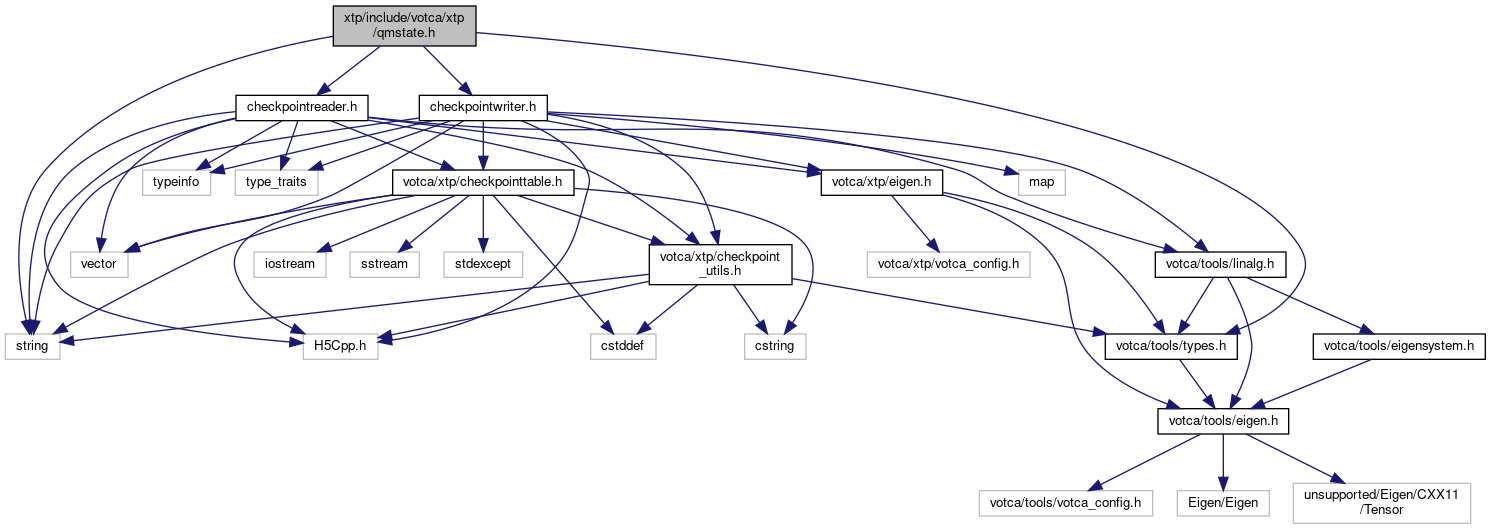 xtp/include/votca/xtp
/qmstate.h
checkpointreader.h
checkpointwriter.h
typeinfo
type_traits
votca/xtp/checkpointtable.h
votca/xtp/eigen.h
map
vector
iostream
sstream
stdexcept
votca/xtp/checkpoint
_utils.h
votca/xtp/votca_config.h
votca/tools/linalg.h
string
H5Cpp.h
cstddef
cstring
votca/tools/types.h
votca/tools/eigensystem.h
votca/tools/eigen.h
votca/tools/votca_config.h
Eigen/Eigen
unsupported/Eigen/CXX11
/Tensor